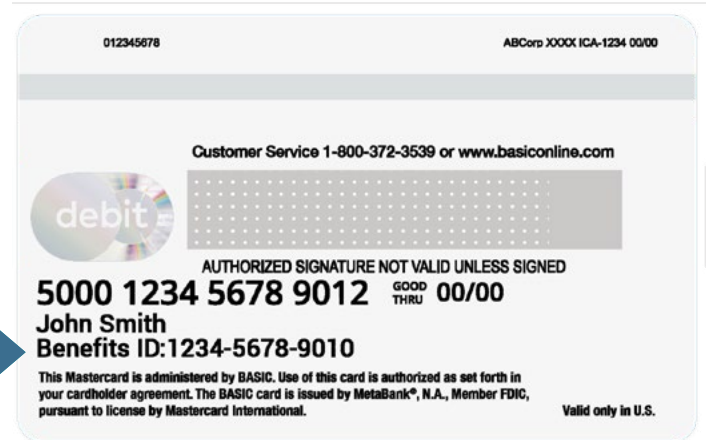 012345678 ABCorp XXXX ICA-1234 00/00
Customer Service 1-800-372-3539 or www.basiconline.com
debit
AUTHORIZED SIGNATURE NOT VALID UNLESS SIGNED
5000 1234 5678 9012 GOOD THRU 00/00
John Smith
Benefits ID:1234-5678-9010
This Mastercard is administered by BASIC. Use of this card is authorized as set forth in
your cardholder agreement. The BASIC card is issued by MetaBank®, N.A., Member FDIC,
pursuant to license by Mastercard International. Valid only in U.S.